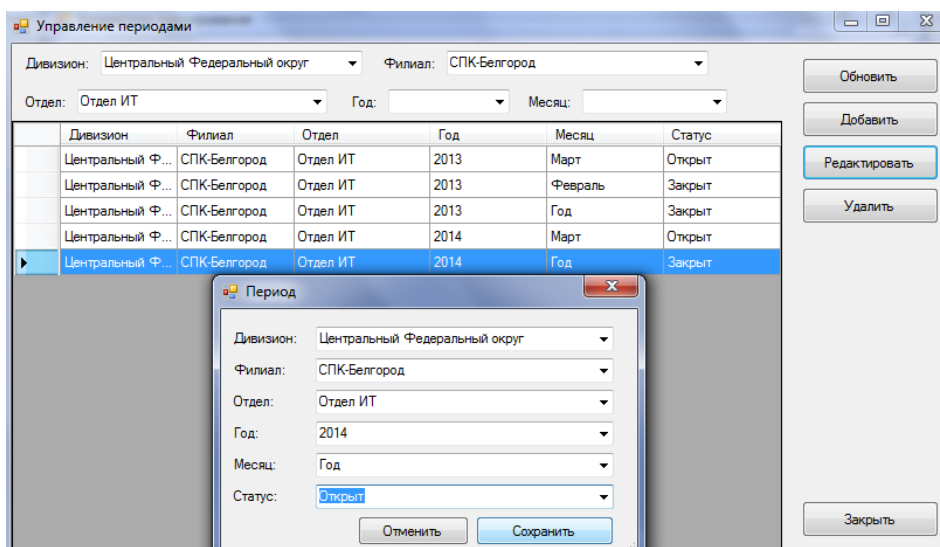 Управление периодами
Дивизион: Центральный Федеральный округ Филиал: СПК-Белгород
Отдел: Отдел ИТ Год: Месяц:
Обновить
Добавить
Редактировать
Удалить
Дивизион Филиал Отдел Год Месяц Статус
Центральный Ф... СПК-Белгород Отдел ИТ 2013 Март Открыт
Центральный Ф... СПК-Белгород Отдел ИТ 2013 Февраль Закрыт
Центральный Ф... СПК-Белгород Отдел ИТ 2013 Год Закрыт
Центральный Ф... СПК-Белгород Отдел ИТ 2014 Март Открыт
Центральный Ф... СПК-Белгород Отдел ИТ 2014 Год Закрыт
Период
Дивизион: Центральный Федеральный округ
Филиал: СПК-Белгород
Отдел: Отдел ИТ
Год: 2014
Месяц: Год
Статус: Открыт
Отменить Сохранить
Закрыть